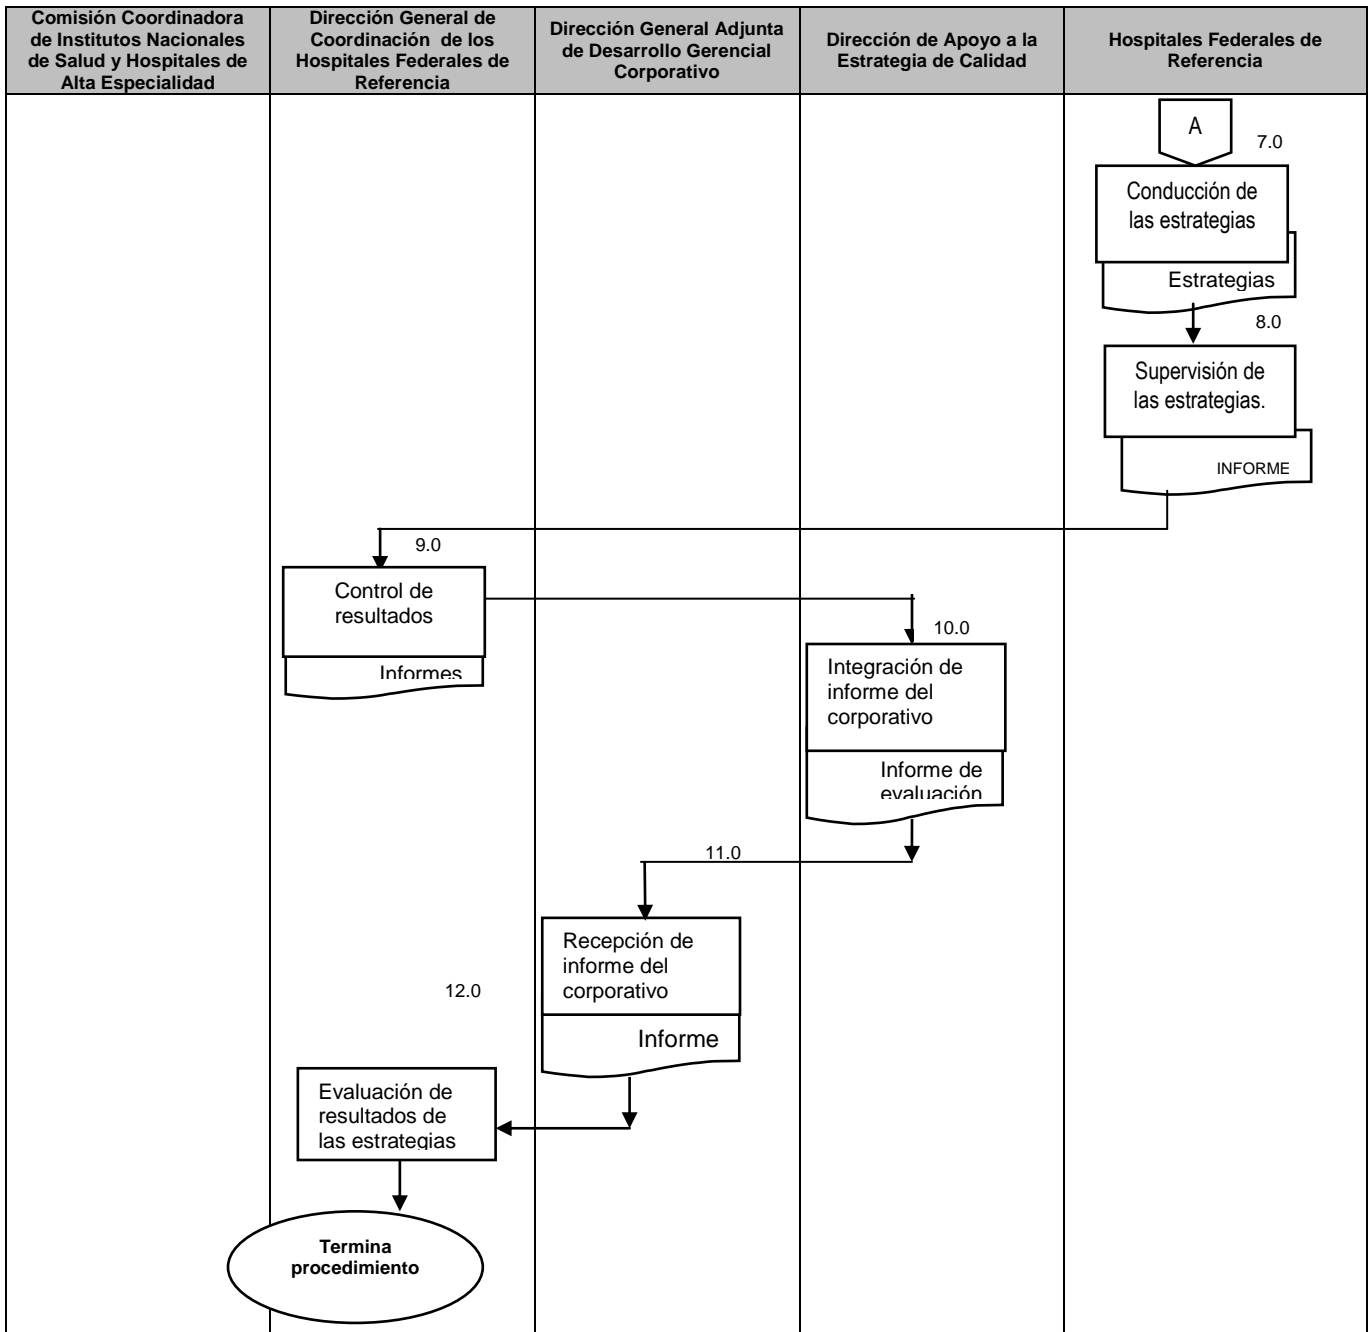 Comisión Coordinadora
de Institutos Nacionales
de Salud y Hospitales de
Alta Especialidad
Dirección General de
Coordinación de los
Hospitales Federales de
Referencia
Dirección General Adjunta
de Desarrollo Gerencial
Corporativo
Dirección de Apoyo a la
Estrategia de Calidad
Hospitales Federales de
Referencia
A
7.0
Conducción de
las estrategias
Estrategias
8.0
Supervisión de
las estrategias.
INFORME
9.0
Control de
resultados
Informes
10.0
Integración de
informe del
corporativo
Informe de
evaluación
11.0
Recepción de
informe del
corporativo
Informe
12.0
Evaluación de
resultados de
las estrategias
Termina
procedimiento